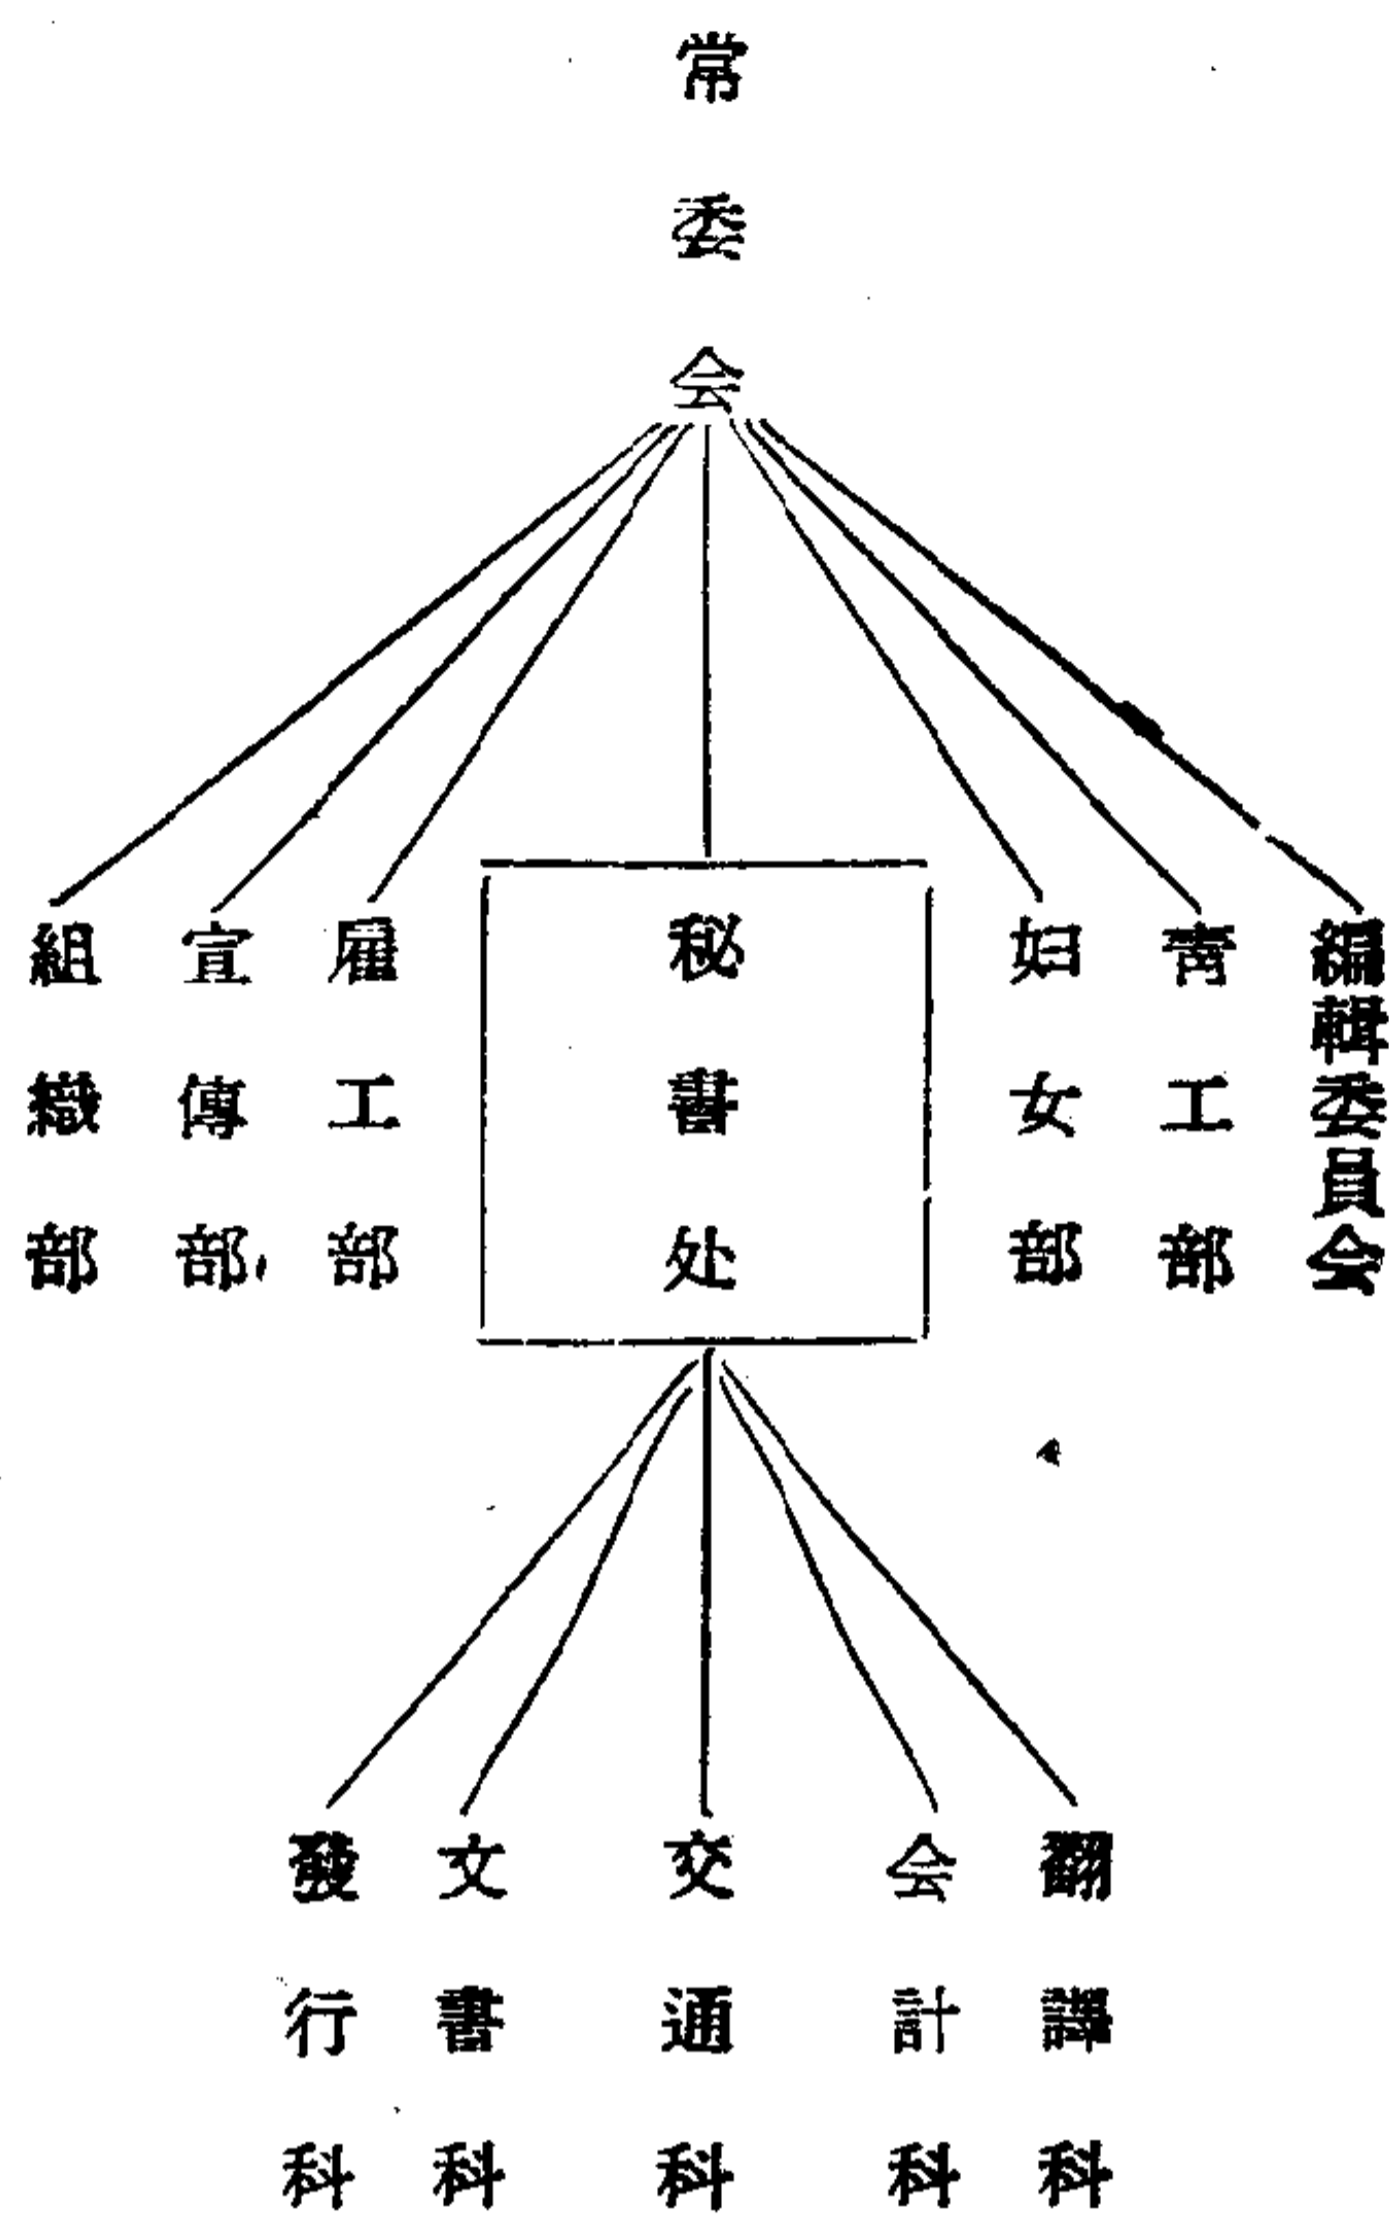 常委会
組織部
宣傳部
雇工部
秘書处
妇女部
青工部
編輯委員会
發行科
文書科
交通科
会計科
翻譯科